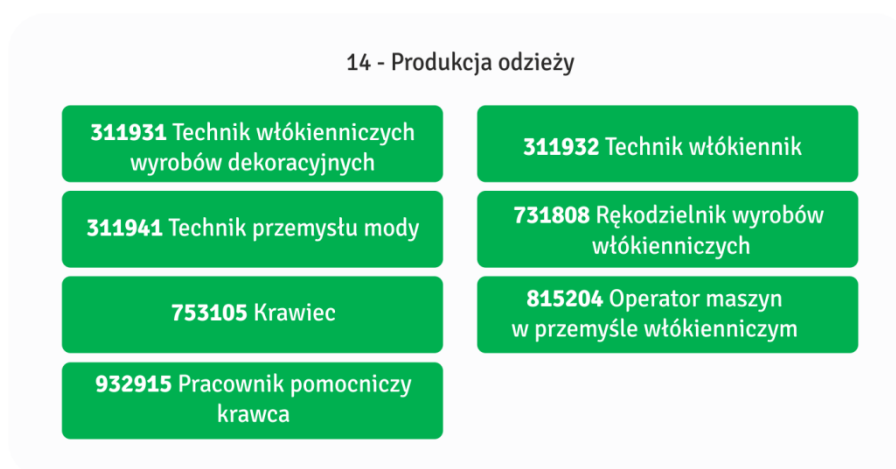 14 - Produkcja odzieży
311931 Technik włókienniczych
wyrobów dekoracyjnych
311932 Technik włókiennik
311941 Technik przemysłu mody
731808 Rękodzielnik wyrobów
włókienniczych
753105 Krawiec
815204 Operator maszyn
w przemyśle włókienniczym
932915 Pracownik pomocniczy
krawca